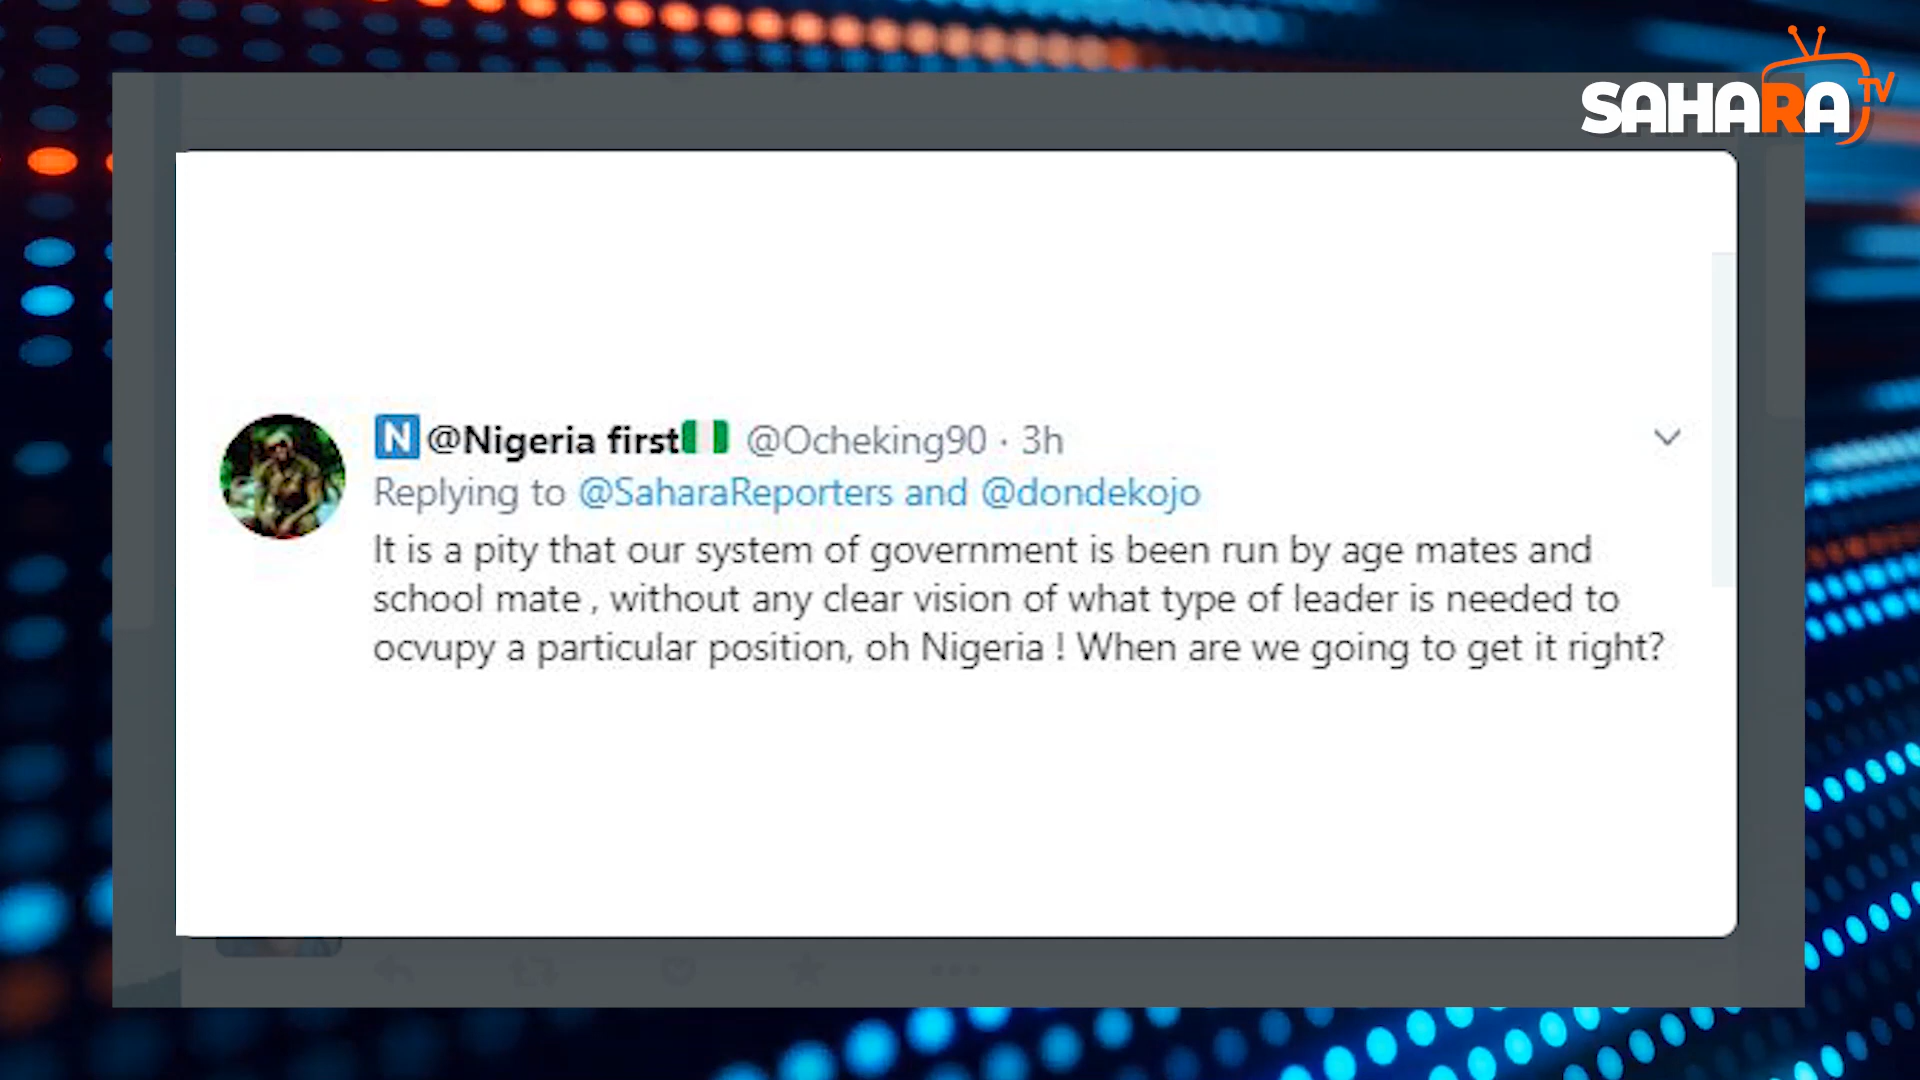 SAHARA TV
N @Nigeria first🇳🇬 @Ocheking90 · 3h
Replying to @SaharaReporters and @dondekojo
It is a pity that our system of government is been run by age mates and
school mate , without any clear vision of what type of leader is needed to
ocvupy a particular position, oh Nigeria ! When are we going to get it right?